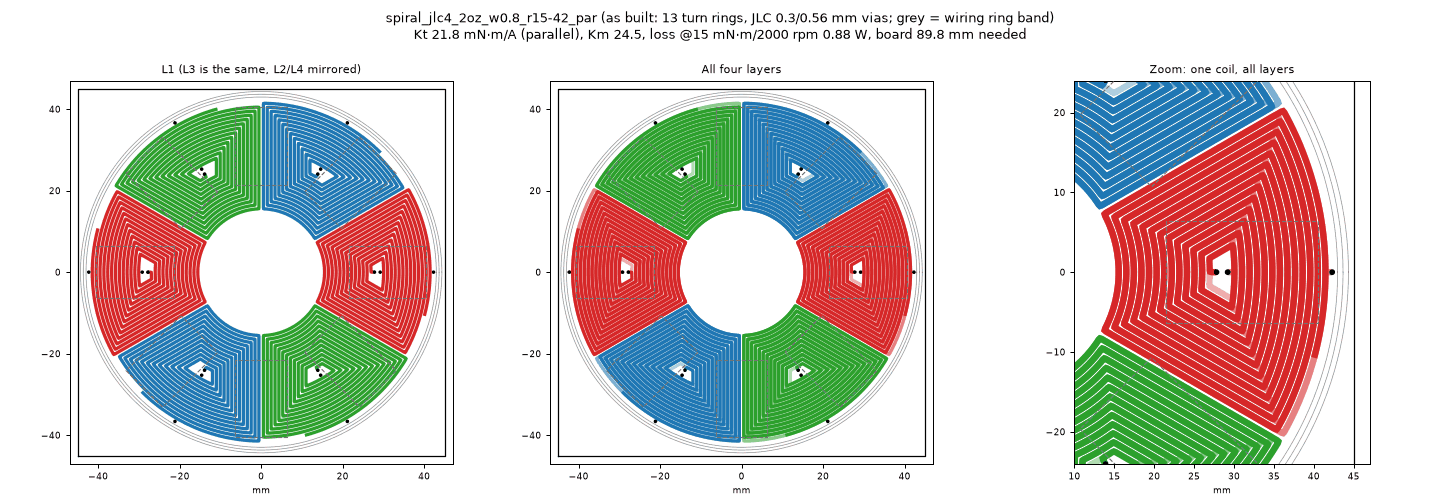 spiral_jlc4_2oz_w0.8_r15-42_par (as built: 13 turn rings, JLC 0.3/0.56 mm vias; grey = wiring ring band)
Kt 21.8 mN·m/A (parallel), Km 24.5, loss @15 mN·m/2000 rpm 0.88 W, board 89.8 mm needed
L1 (L3 is the same, L2/L4 mirrored)
All four layers
Zoom: one coil, all layers
40
20
0
−20
−40
−40 −20 0 20 40
mm
40
20
0
−20
−40
−40 −20 0 20 40
mm
20
10
0
−10
−20
10 15 20 25 30 35 40 45
mm